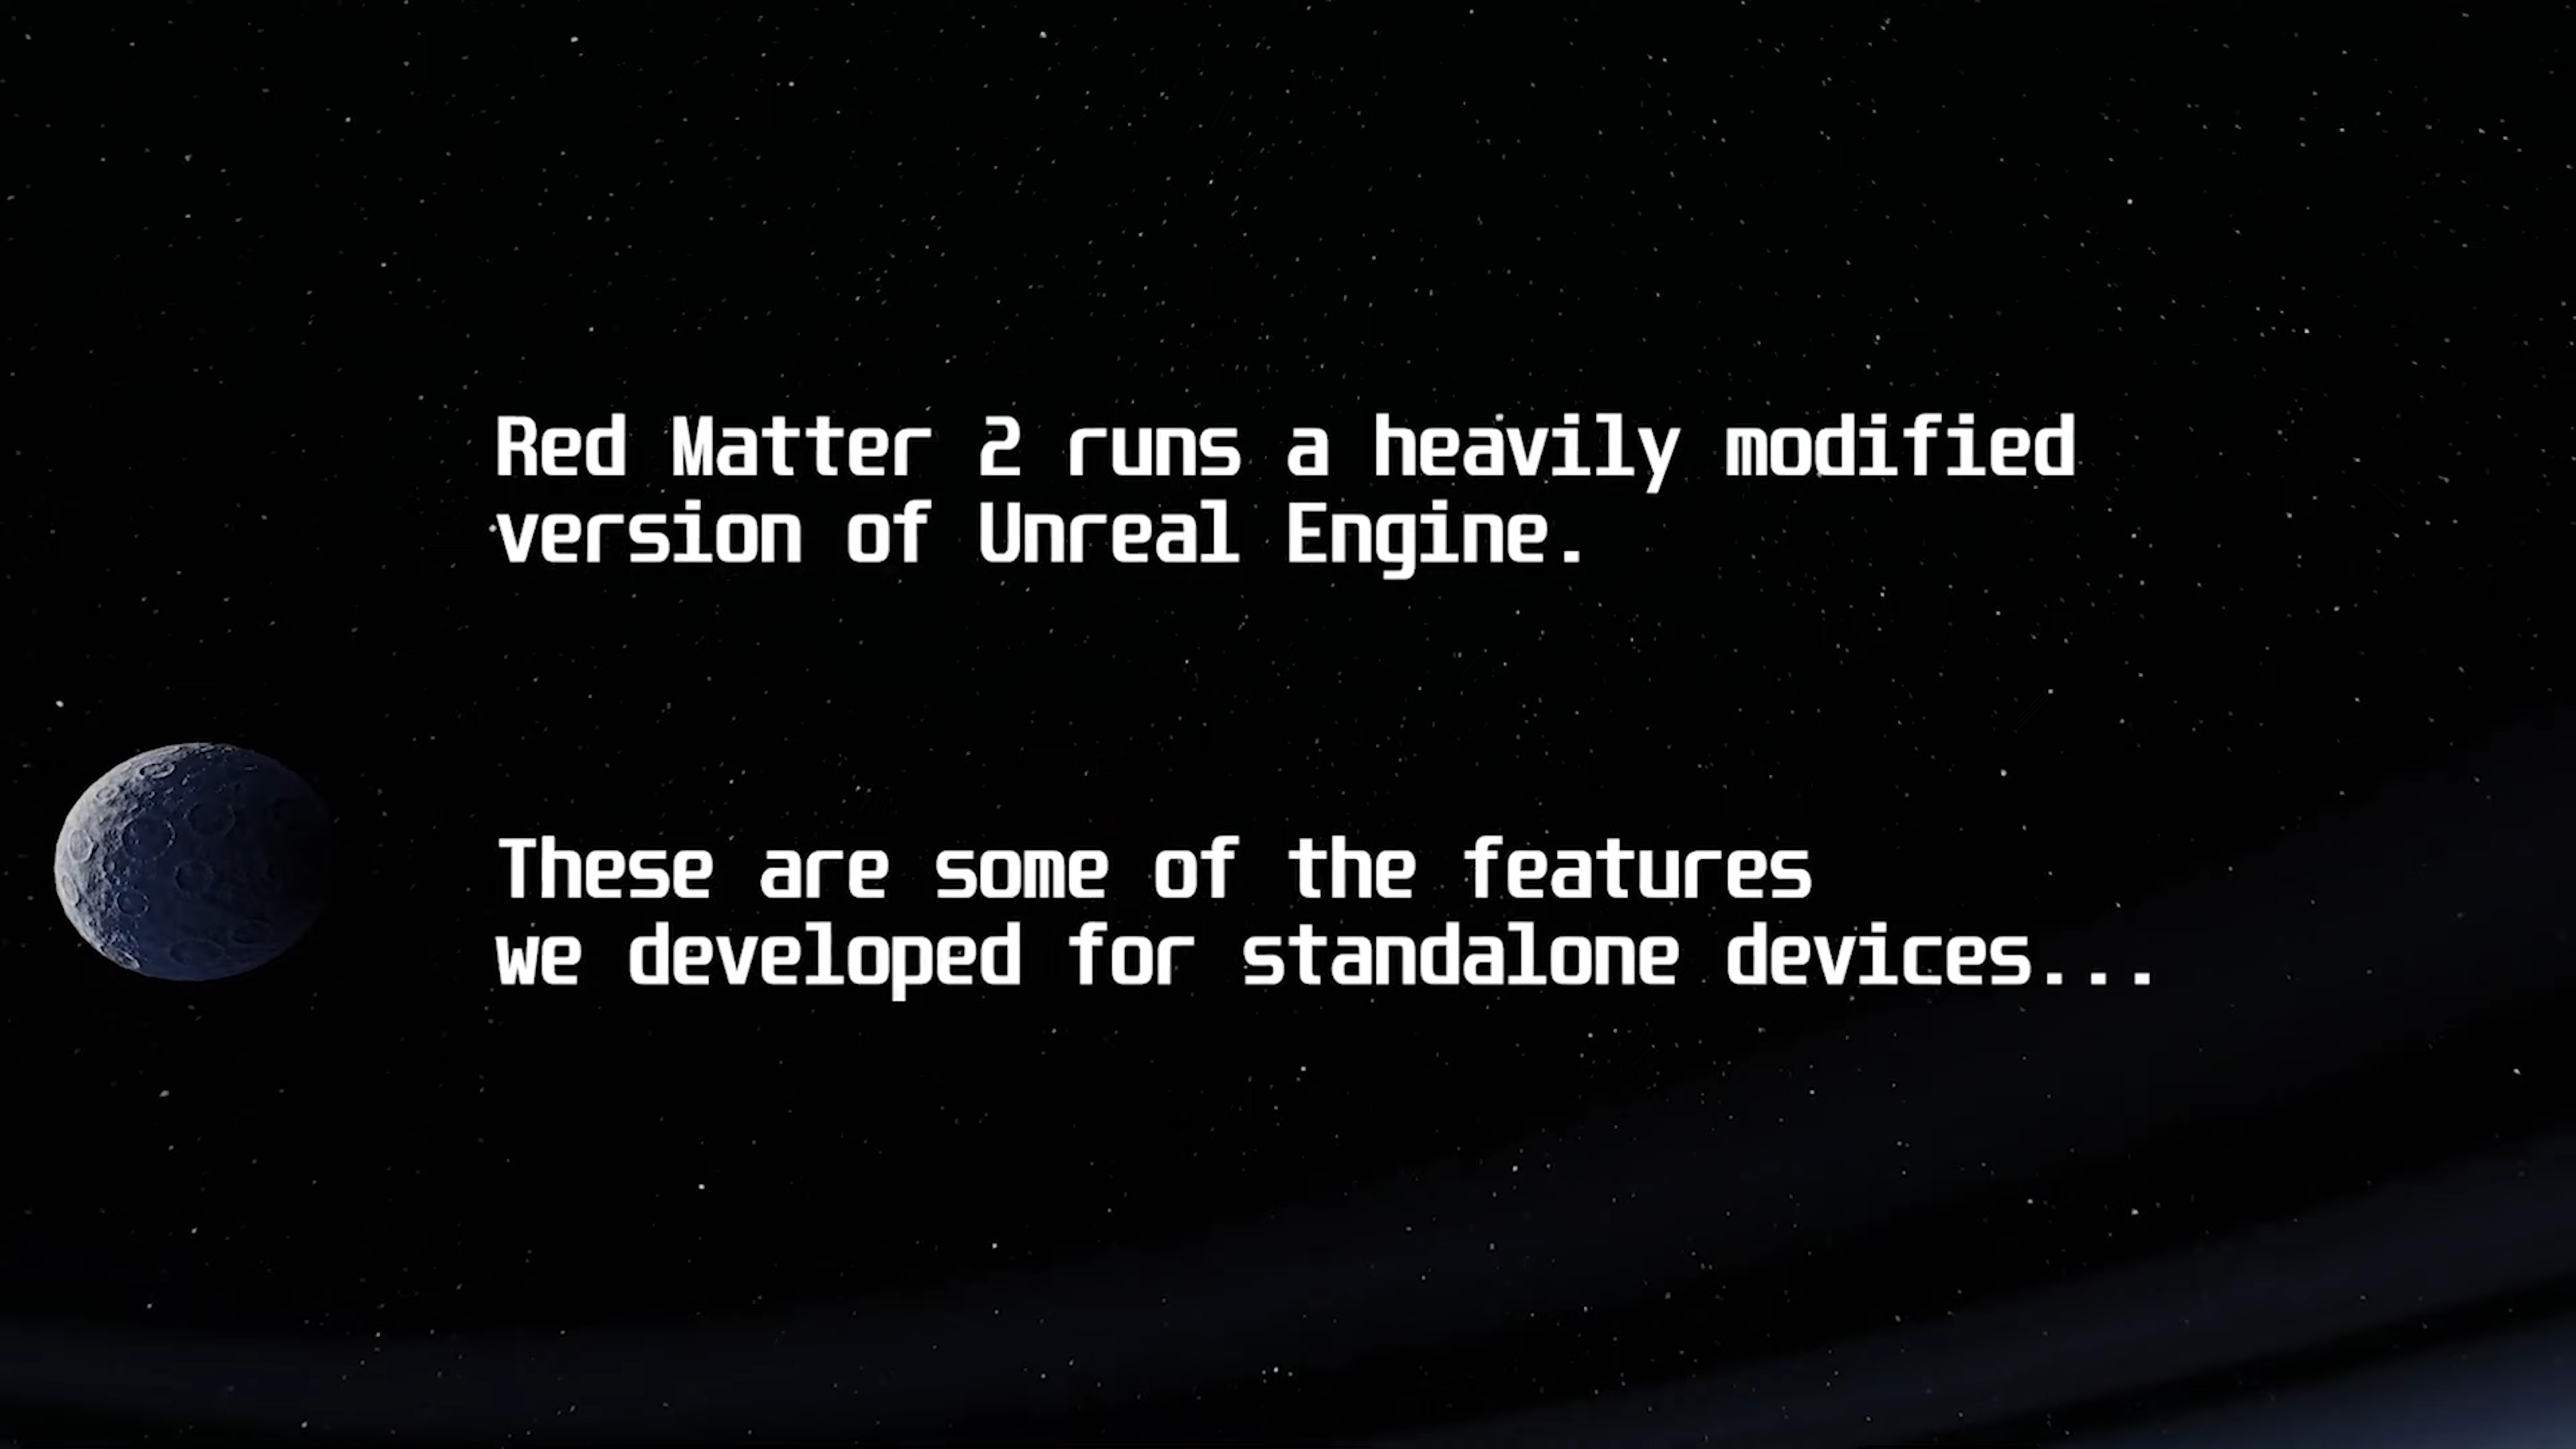 Red Matter 2 runs a heavily modified
version of Unreal Engine.
These are some of the features
we developed for standalone devices...